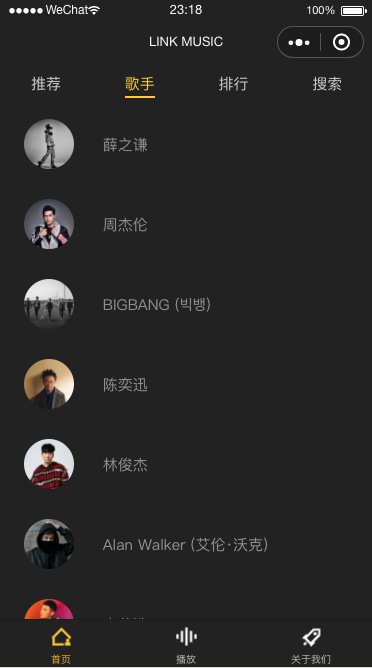 WeChat 23:18 100%
LINK MUSIC
推荐 歌手 排行 搜索
薛之谦
周杰伦
BIGBANG (빅뱅)
陈奕迅
林俊杰
Alan Walker (艾伦·沃克)
首页 播放 关于我们